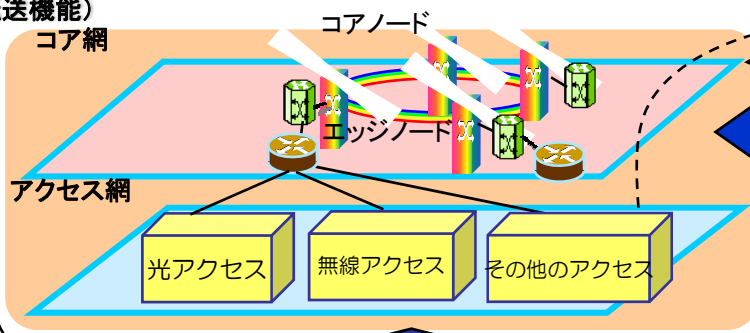 送機能）
コア網
コアノード
エッジノード
アクセス網
光アクセス
無線アクセス
その他のアクセス